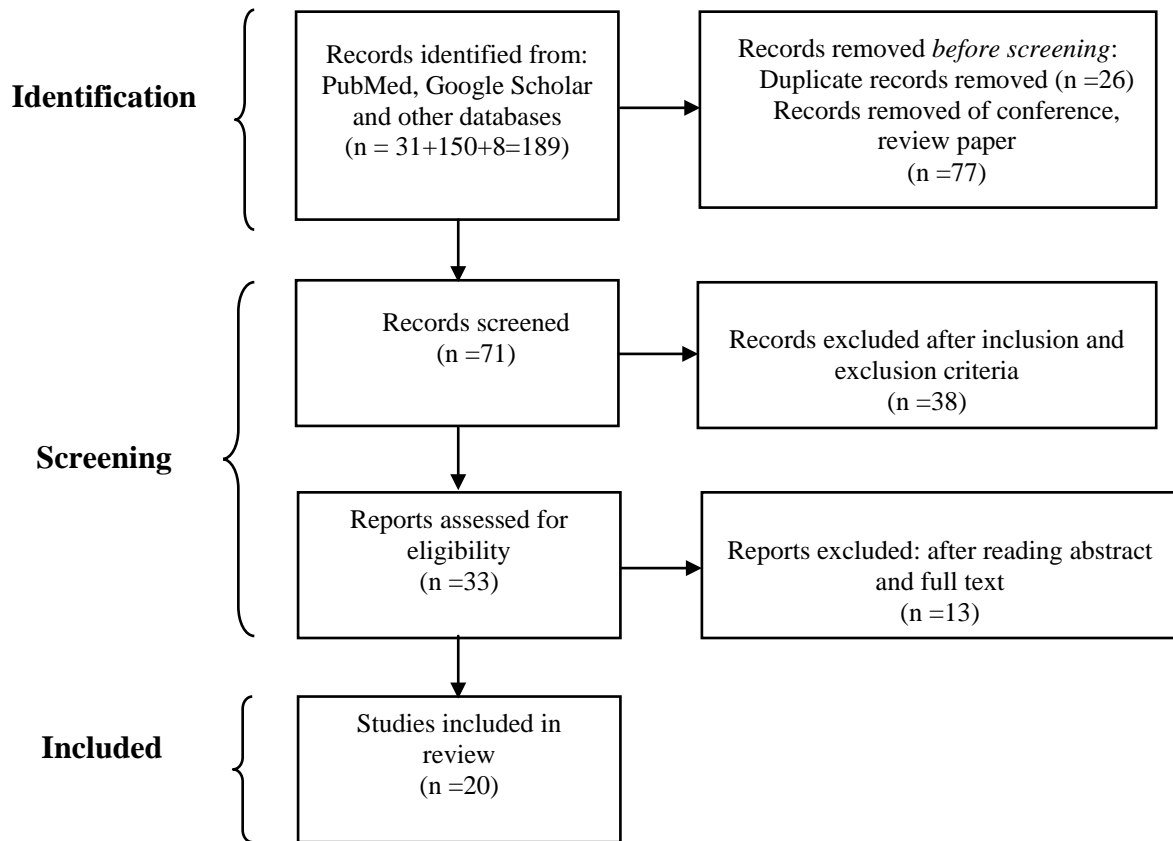 Identification
Records identified from:
PubMed, Google Scholar
and other databases
(n = 31+150+8=189)
Records removed before screening:
Duplicate records removed (n =26)
Records removed of conference,
review paper
(n =77)
Screening
Records screened
(n =71)
Records excluded after inclusion and
exclusion criteria
(n =38)
Reports assessed for
eligibility
(n =33)
Reports excluded: after reading abstract
and full text
(n =13)
Included
Studies included in
review
(n =20)